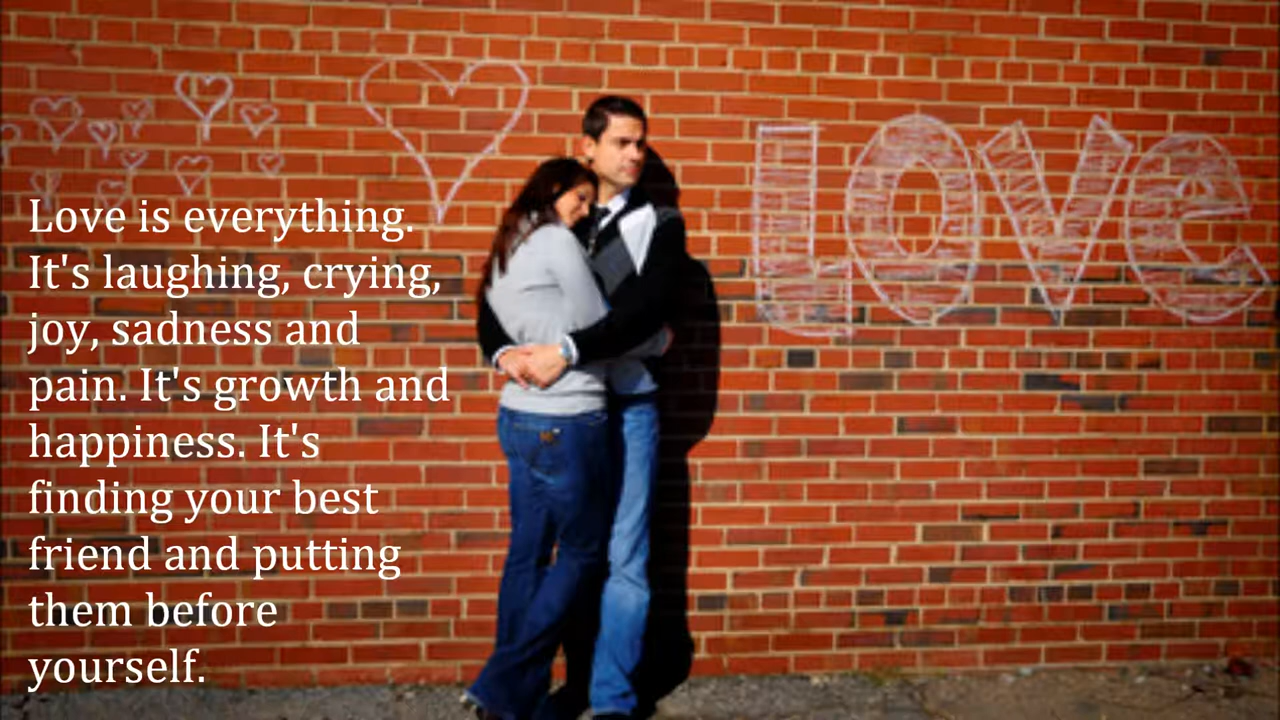 Love is everything.
It's laughing, crying,
joy, sadness and
pain. It's growth and
happiness. It's
finding your best
friend and putting
them before
yourself.
Love